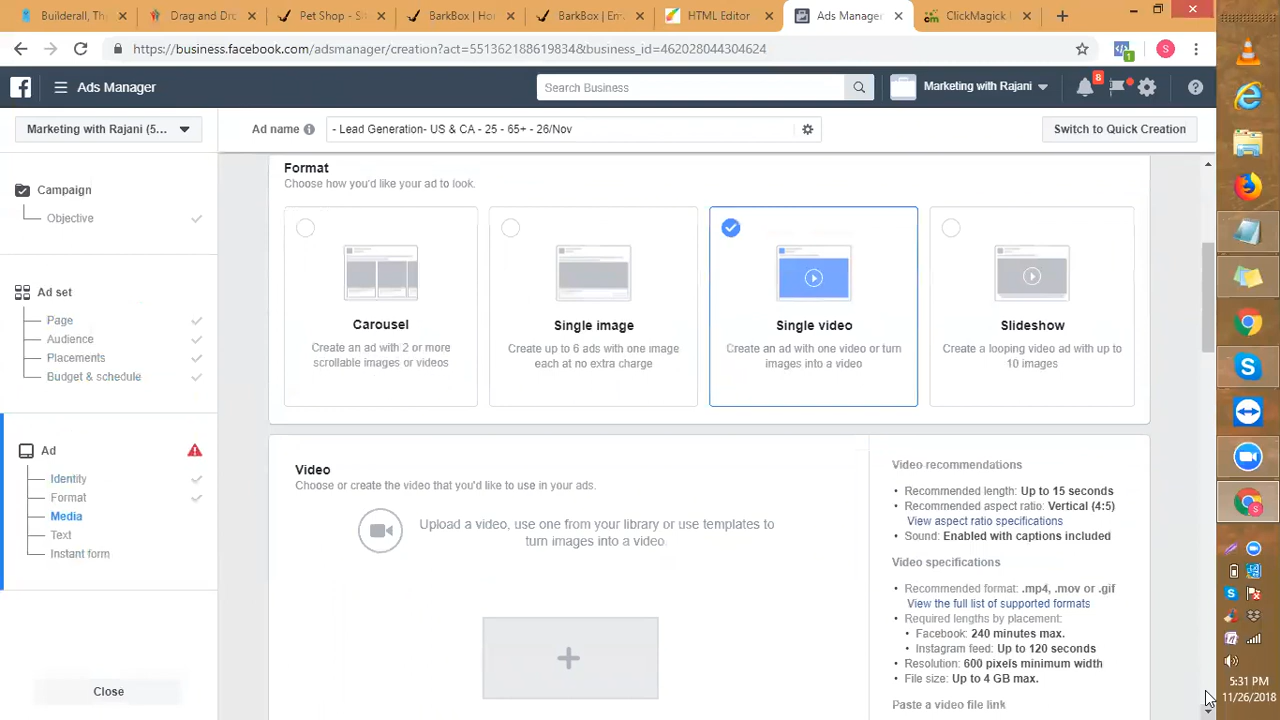 Builderall, Th
Drag and Dro
Pet Shop - Sk
BarkBox | Ho
BarkBox | Em
HTML Editor
Ads Manager
ClickMagick |
https://business.facebook.com/adsmanager/creation?act=551362188619834&business_id=462028044304624
S
1
Ads Manager
Search Business
Marketing with Rajani
8
Marketing with Rajani (5...
Ad name
- Lead Generation- US & CA - 25 - 65+ - 26/Nov
Switch to Quick Creation
Campaign
Objective
Ad set
Page
Audience
Placements
Budget & schedule
Ad
Identity
Format
Media
Text
Instant form
Close
Format
Choose how you'd like your ad to look.
Carousel
Create an ad with 2 or more
scrollable images or videos
Single image
Create up to 6 ads with one image
each at no extra charge
Single video
Create an ad with one video or turn
images into a video
Slideshow
Create a looping video ad with up to
10 images
Video
Choose or create the video that you'd like to use in your ads.
Upload a video, use one from your library or use templates to
turn images into a video.
Video recommendations
Recommended length: Up to 15 seconds
Recommended aspect ratio: Vertical (4:5)
View aspect ratio specifications
Sound: Enabled with captions included
Video specifications
Recommended format: .mp4, .mov or .gif
View the full list of supported formats
Required lengths by placement:
Facebook: 240 minutes max.
Instagram feed: Up to 120 seconds
Resolution: 600 pixels minimum width
File size: Up to 4 GB max.
Paste a video file link
5:31 PM
11/26/2018